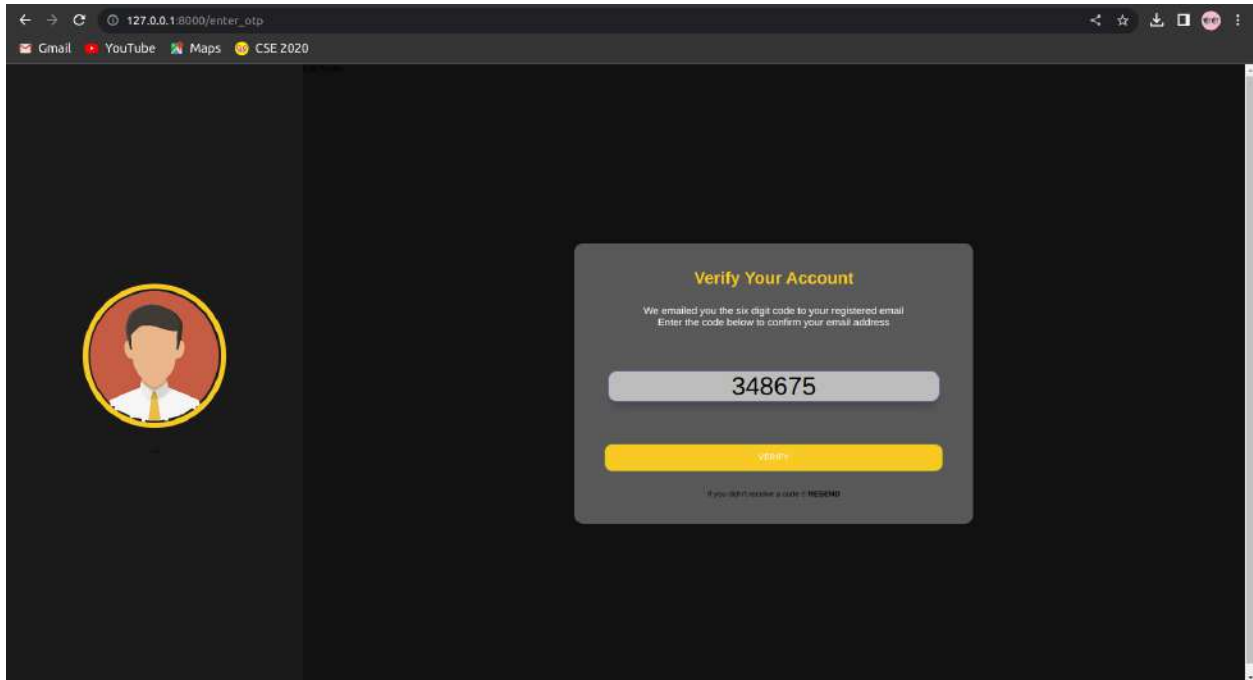 127.0.0.1:8000/enter_otp
Gmail YouTube Maps CSE 2020
Verify Your Account
We emailed you the six digit code to your registered email
Enter the code below to confirm your email address
348675
VERIFY
If you didn't receive a code !! RESEND